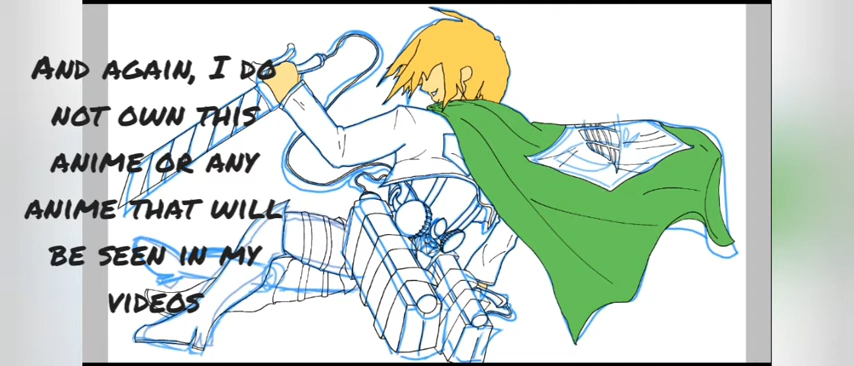 And again, I do
not own this
anime or any
anime that will
be seen in my
videos